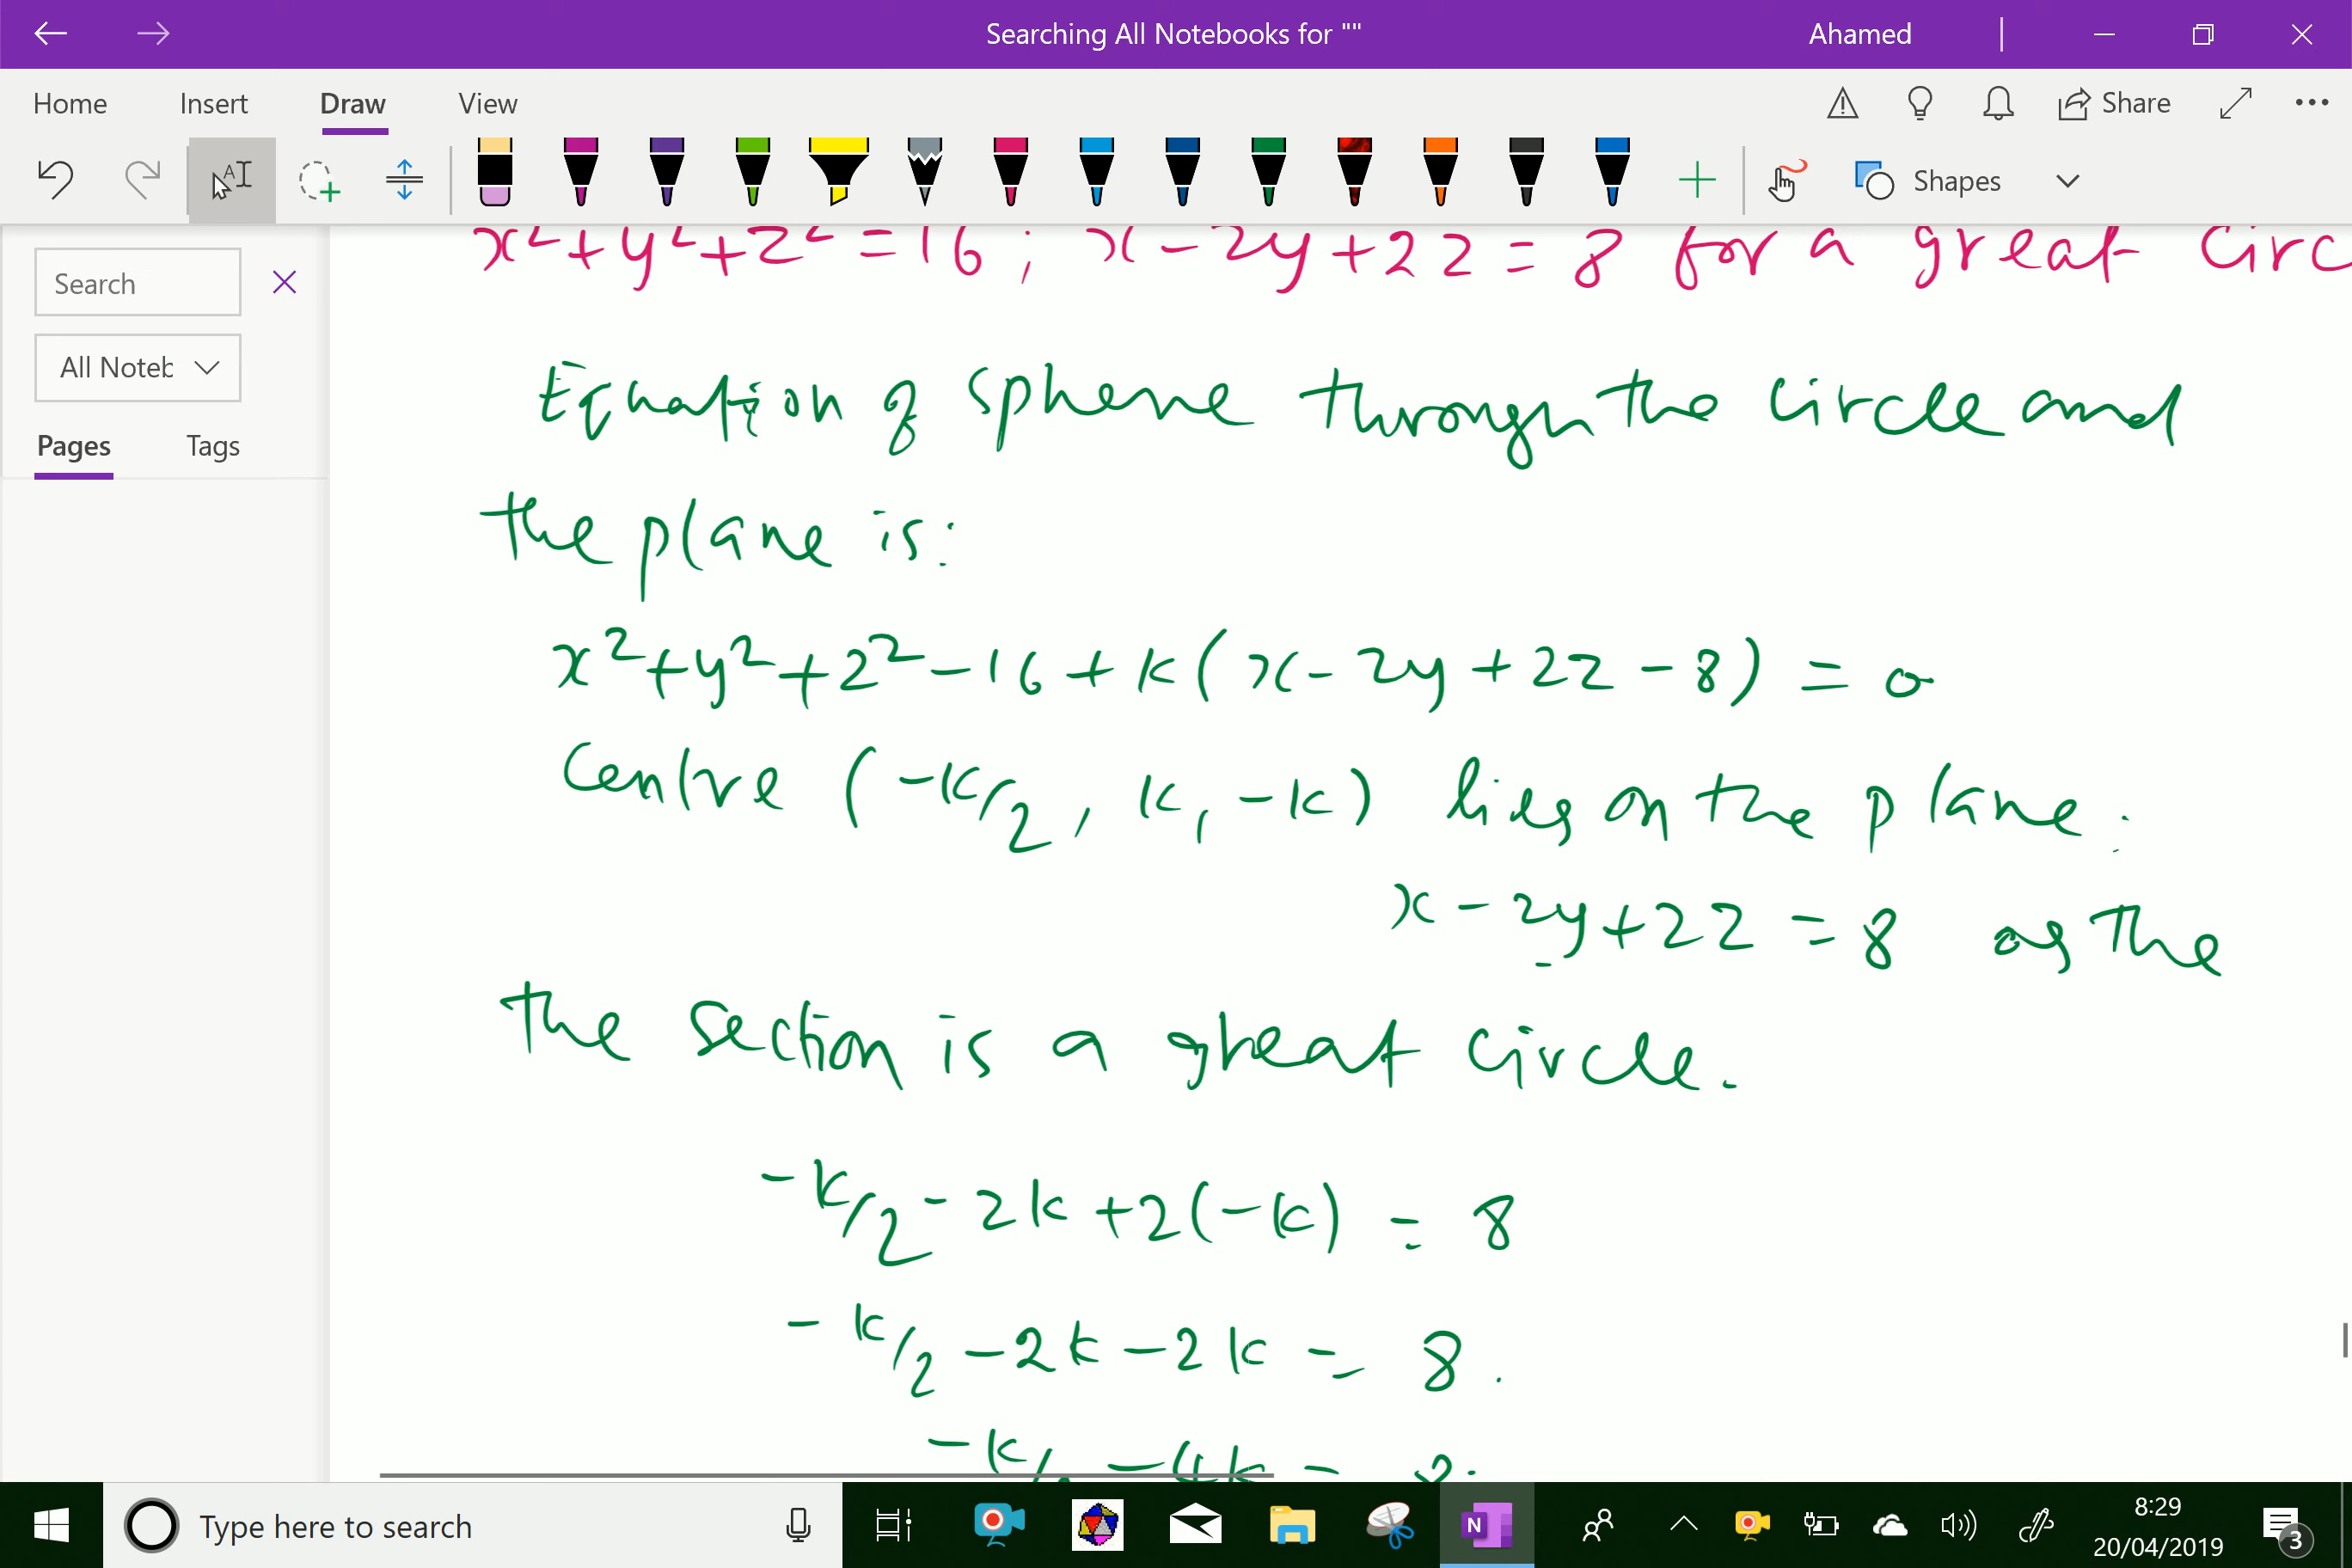 Searching All Notebooks for ""
Ahamed
Home Insert Draw View
Share
Shapes
Search
All Noteb
Pages Tags
x²+y²+z² = 16 ; x-2y+2z = 8 for a great circ
Equation of sphere through the circle and
the plane is:
x²+y²+z²-16+k(x-2y+2z-8) = 0
Centre (-k/2, k, -k) lies on the plane.
x-2y+2z = 8 as the
the section is a great circle.
-k/2 - 2k +2(-k) = 8
-k/2 -2k -2k = 8.
-k/2 -4k = 8.
Type here to search
N
8:29
20/04/2019
3